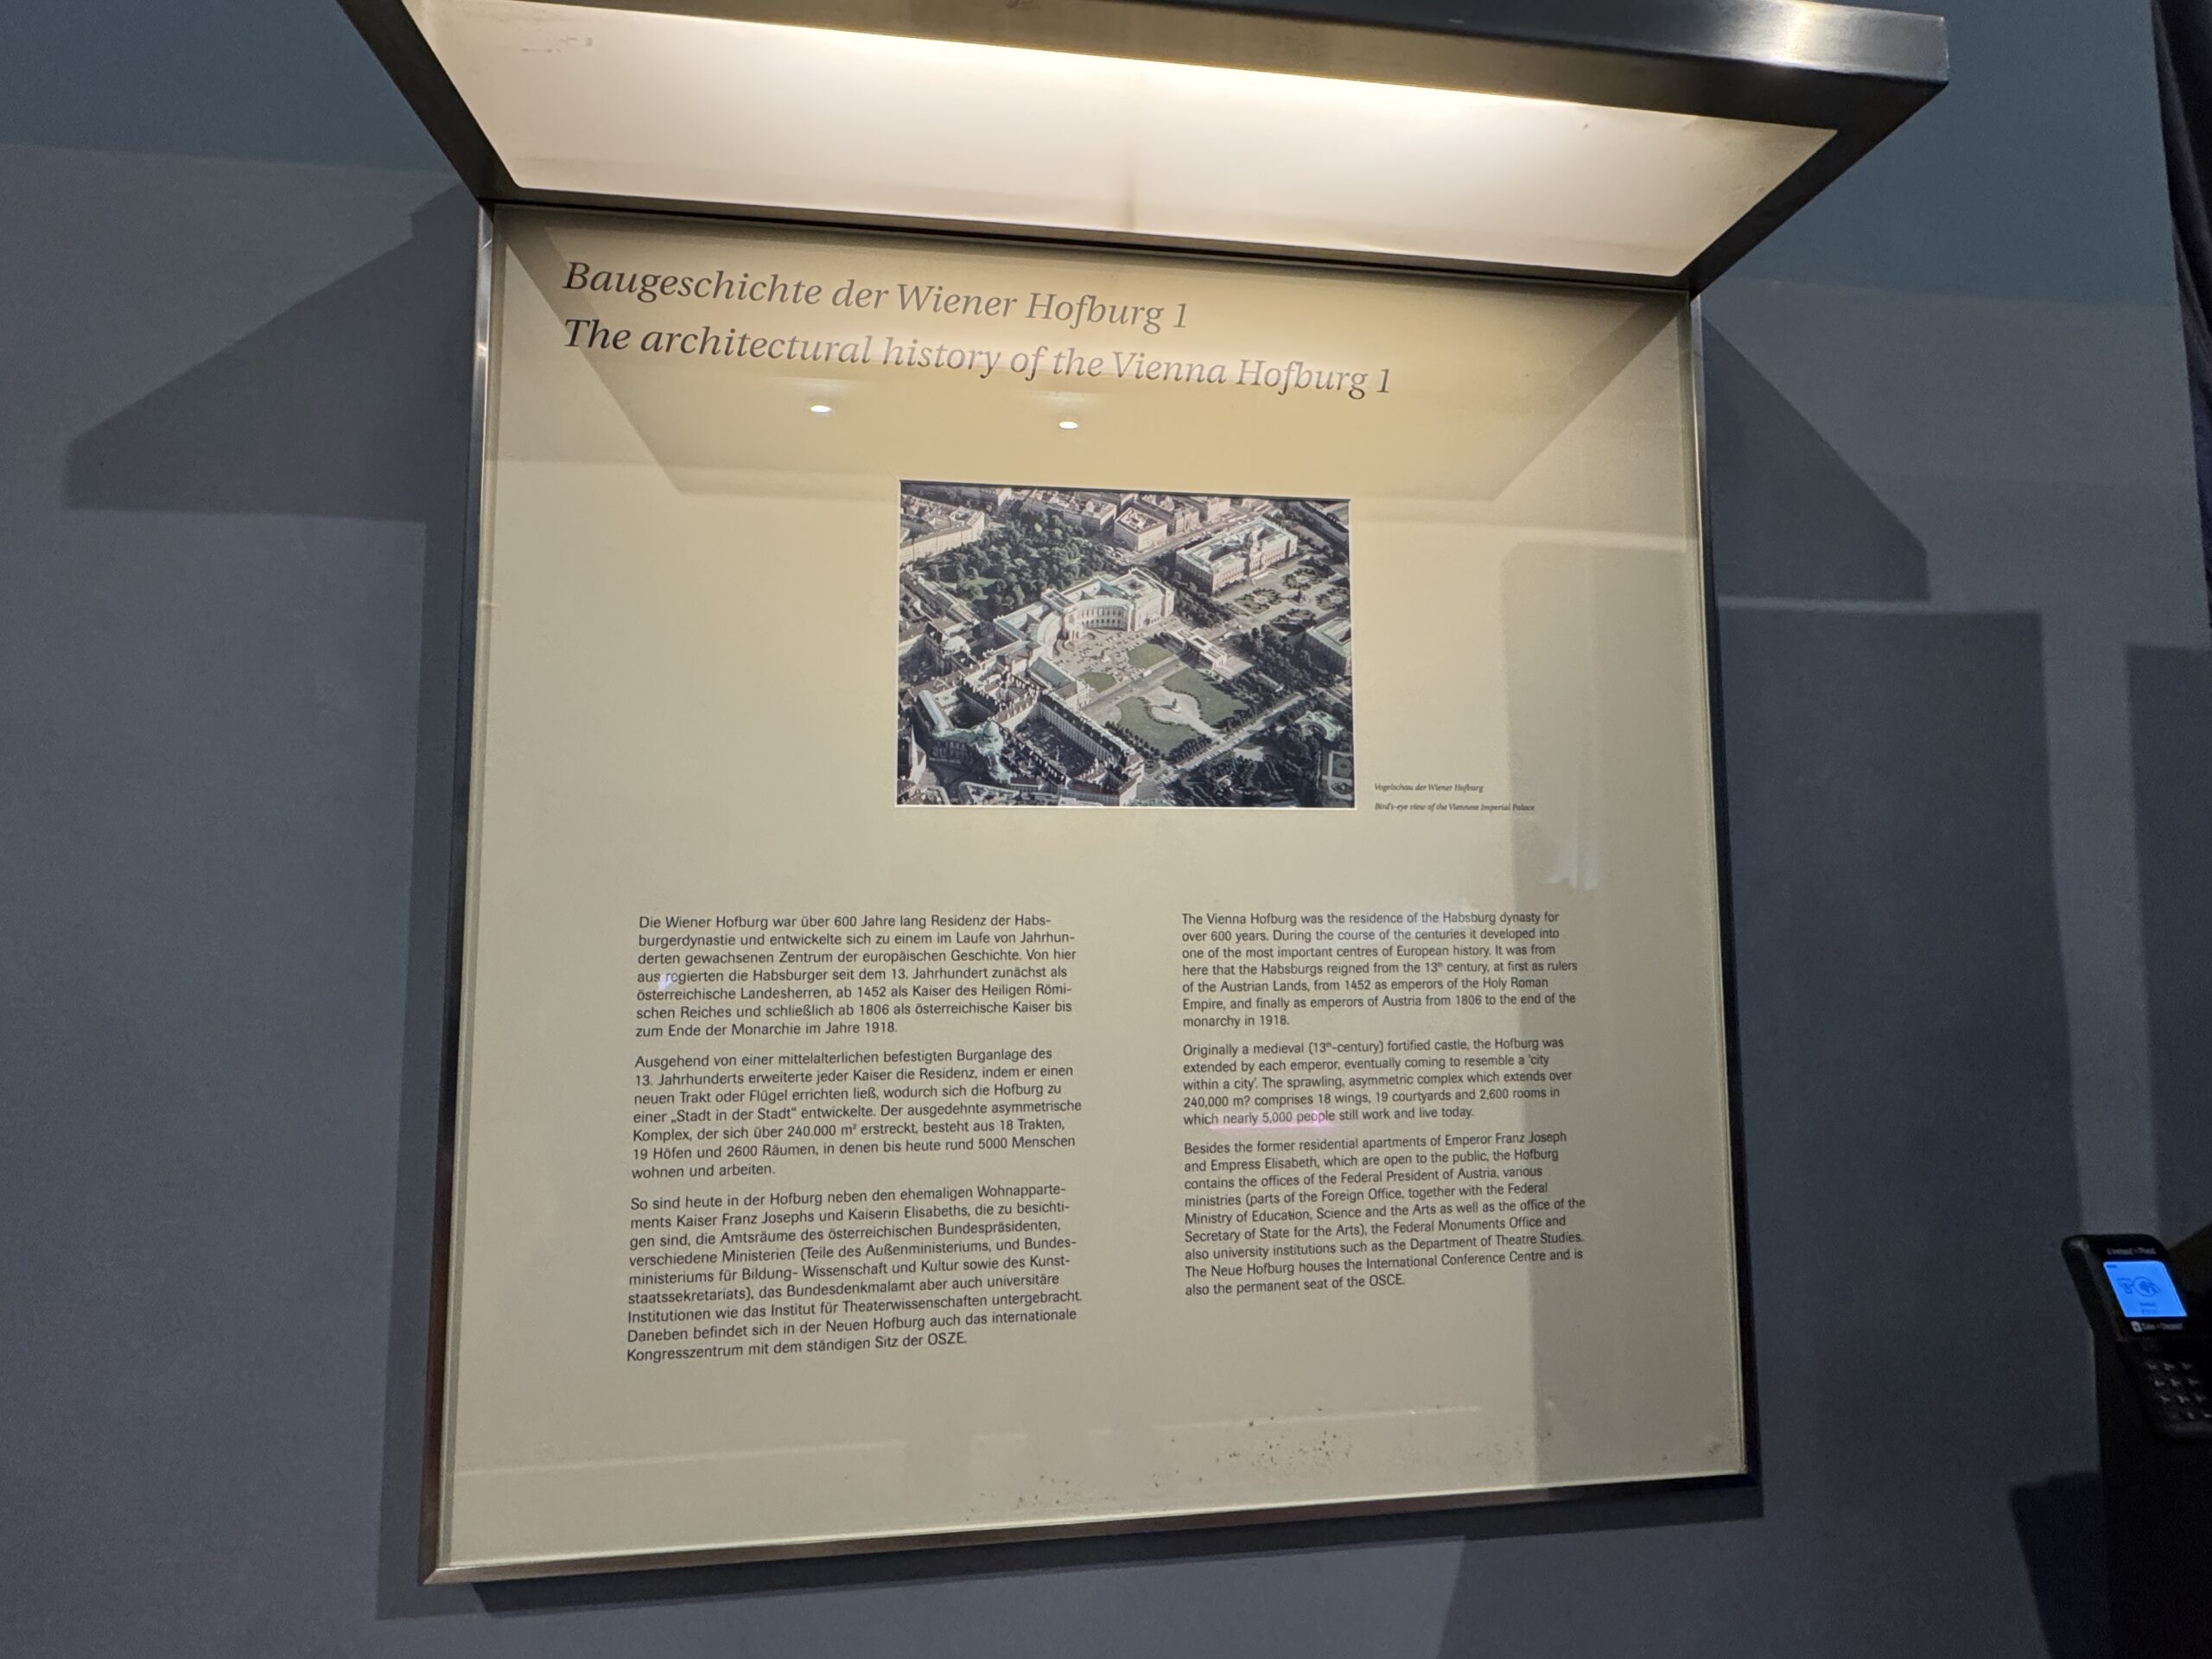 Baugeschichte der Wiener Hofburg 1
The architectural history of the Vienna Hofburg 1
Vogelschau der Wiener Hofburg
Bird's-eye view of the Viennese Imperial Palace
Die Wiener Hofburg war über 600 Jahre lang Residenz der Habs-
burgerdynastie und entwickelte sich zu einem im Laufe von Jahrhun-
derten gewachsenen Zentrum der europäischen Geschichte. Von hier
aus regierten die Habsburger seit dem 13. Jahrhundert zunächst als
österreichische Landesherren, ab 1452 als Kaiser des Heiligen Römi-
schen Reiches und schließlich ab 1806 als österreichische Kaiser bis
zum Ende der Monarchie im Jahre 1918.
Ausgehend von einer mittelalterlichen befestigten Burganlage des
13. Jahrhunderts erweiterte jeder Kaiser die Residenz, indem er einen
neuen Trakt oder Flügel errichten ließ, wodurch sich die Hofburg zu
einer „Stadt in der Stadt“ entwickelte. Der ausgedehnte asymmetrische
Komplex, der sich über 240.000 m² erstreckt, besteht aus 18 Trakten,
19 Höfen und 2600 Räumen, in denen bis heute rund 5000 Menschen
wohnen und arbeiten.
So sind heute in der Hofburg neben den ehemaligen Wohnapparte-
ments Kaiser Franz Josephs und Kaiserin Elisabeths, die zu besichti-
gen sind, die Amtsräume des österreichischen Bundespräsidenten,
verschiedene Ministerien (Teile des Außenministeriums, und Bundes-
ministeriums für Bildung- Wissenschaft und Kultur sowie des Kunst-
staatssekretariats), das Bundesdenkmalamt aber auch universitäre
Institutionen wie das Institut für Theaterwissenschaften untergebracht.
Daneben befindet sich in der Neuen Hofburg auch das internationale
Kongresszentrum mit dem ständigen Sitz der OSZE.
The Vienna Hofburg was the residence of the Habsburg dynasty for
over 600 years. During the course of the centuries it developed into
one of the most important centres of European history. It was from
here that the Habsburgs reigned from the 13th century, at first as rulers
of the Austrian Lands, from 1452 as emperors of the Holy Roman
Empire, and finally as emperors of Austria from 1806 to the end of the
monarchy in 1918.
Originally a medieval (13th-century) fortified castle, the Hofburg was
extended by each emperor, eventually coming to resemble a 'city
within a city'. The sprawling, asymmetric complex which extends over
240,000 m? comprises 18 wings, 19 courtyards and 2,600 rooms in
which nearly 5,000 people still work and live today.
Besides the former residential apartments of Emperor Franz Joseph
and Empress Elisabeth, which are open to the public, the Hofburg
contains the offices of the Federal President of Austria, various
ministries (parts of the Foreign Office, together with the Federal
Ministry of Education, Science and the Arts as well as the office of the
Secretary of State for the Arts), the Federal Monuments Office and
also university institutions such as the Department of Theatre Studies.
The Neue Hofburg houses the International Conference Centre and is
also the permanent seat of the OSCE.